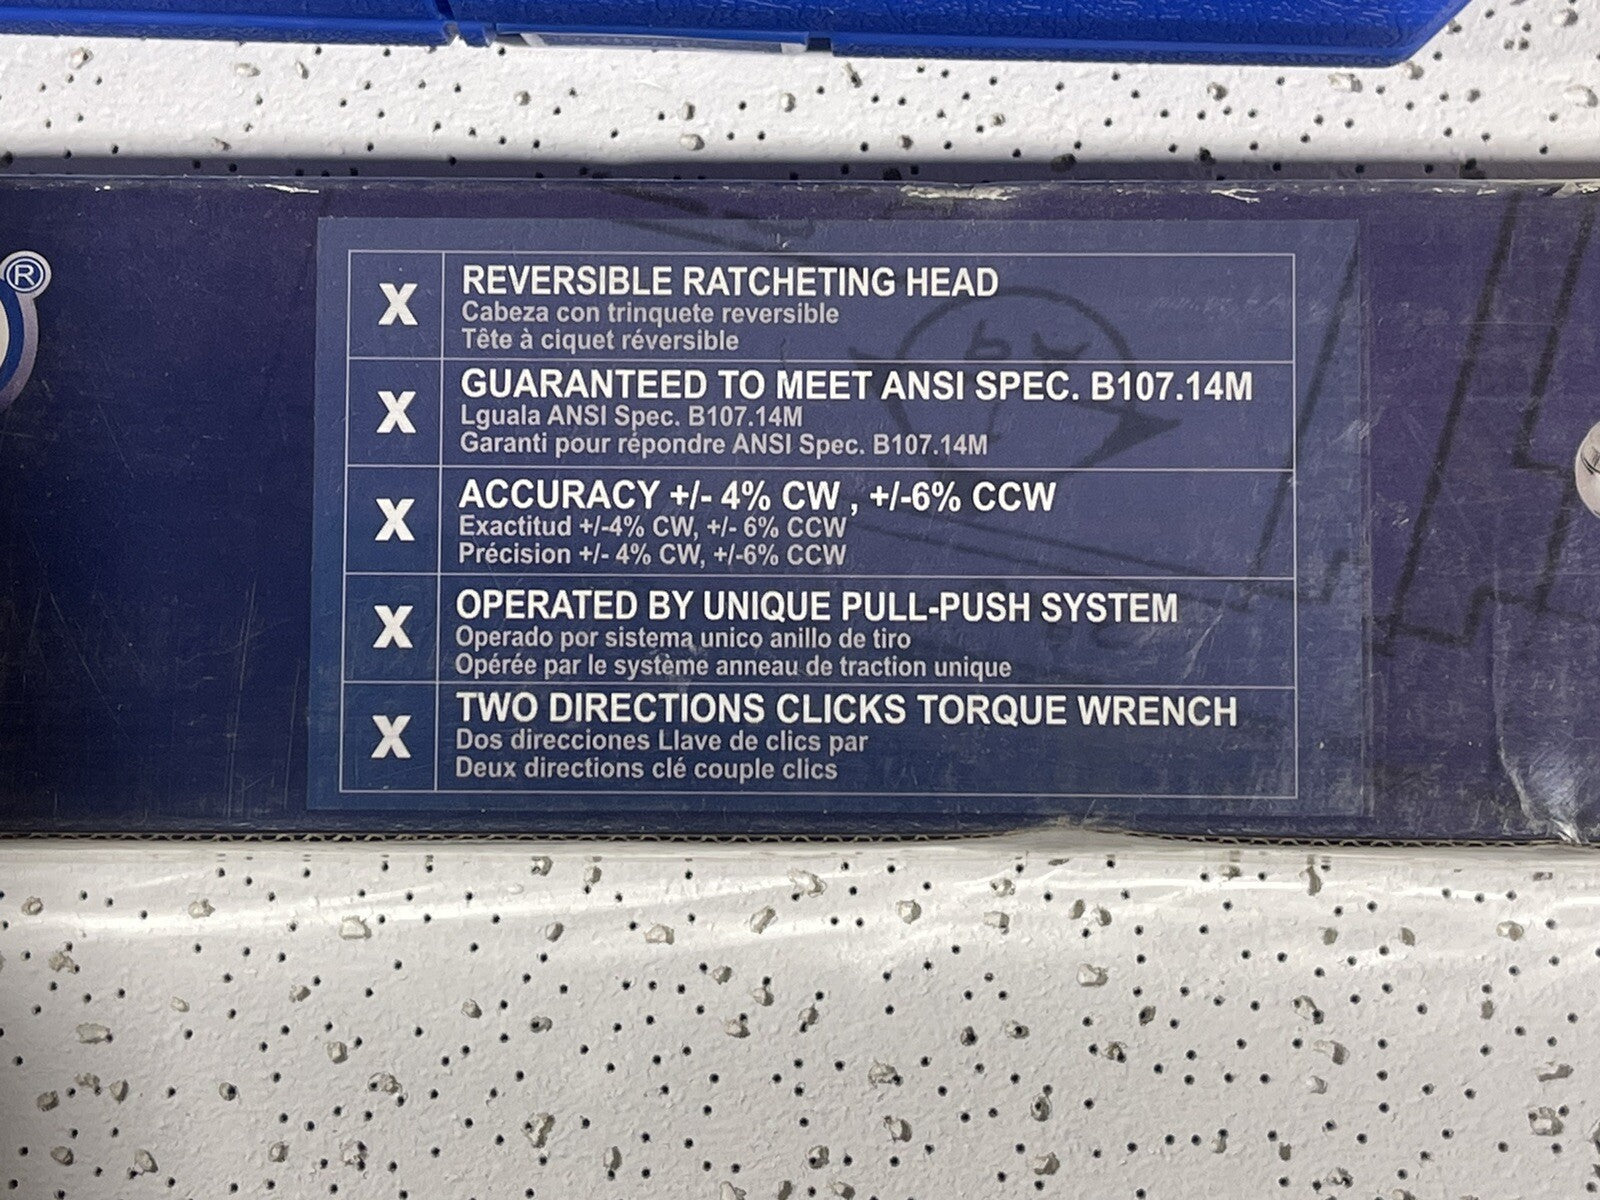 ®
X
REVERSIBLE RATCHETING HEAD
Cabeza con trinquete reversible
Tête à ciquet réversible
X
GUARANTEED TO MEET ANSI SPEC. B107.14M
Lguala ANSI Spec. B107.14M
Garanti pour répondre ANSI Spec. B107.14M
X
ACCURACY +/- 4% CW , +/-6% CCW
Exactitud +/-4% CW, +/- 6% CCW
Précision +/- 4% CW, +/-6% CCW
X
OPERATED BY UNIQUE PULL-PUSH SYSTEM
Operado por sistema unico anillo de tiro
Opérée par le système anneau de traction unique
X
TWO DIRECTIONS CLICKS TORQUE WRENCH
Dos direcciones Llave de clics par
Deux directions clé couple clics